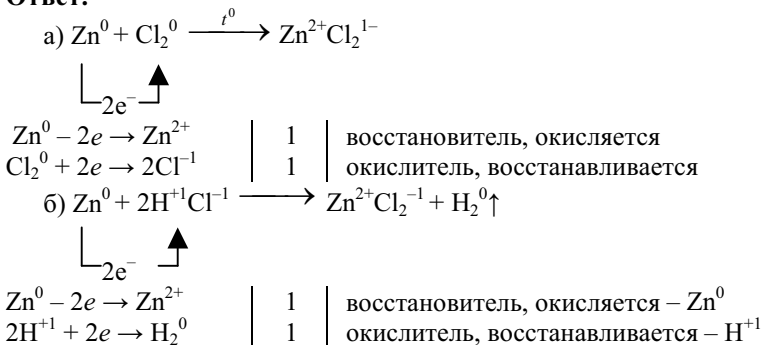 а) Zn⁰ + Cl₂⁰ —t⁰→ Zn²⁺Cl₂¹⁻
2e⁻
Zn⁰ – 2e → Zn²⁺ | 1 | восстановитель, окисляется
Cl₂⁰ + 2e → 2Cl⁻¹ | 1 | окислитель, восстанавливается
б) Zn⁰ + 2H⁺¹Cl⁻¹ ⟶ Zn²⁺Cl₂⁻¹ + H₂⁰↑
2e⁻
Zn⁰ – 2e → Zn²⁺ | 1 | восстановитель, окисляется – Zn⁰
2H⁺¹ + 2e → H₂⁰ | 1 | окислитель, восстанавливается – H⁺¹